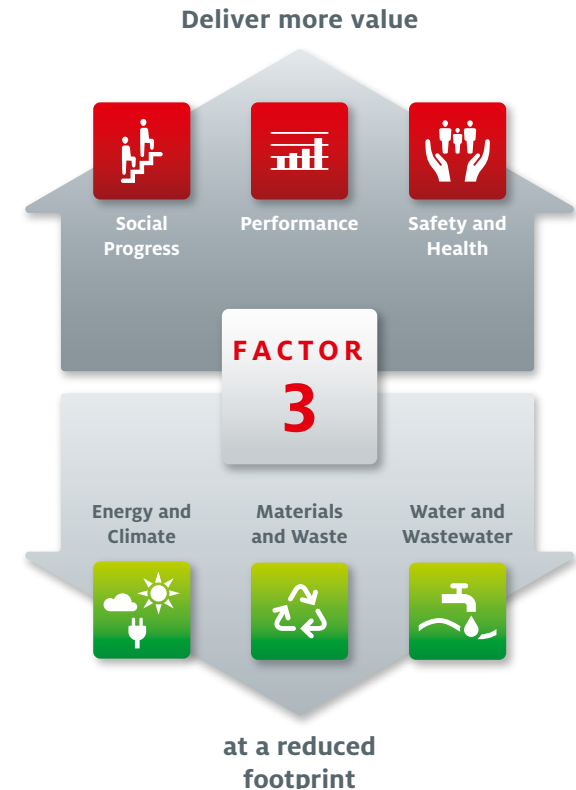 Deliver more value
Social
Progress
Performance
Safety and
Health
FACTOR
3
Energy and
Climate
Materials
and Waste
Water and
Wastewater
at a reduced
footprint